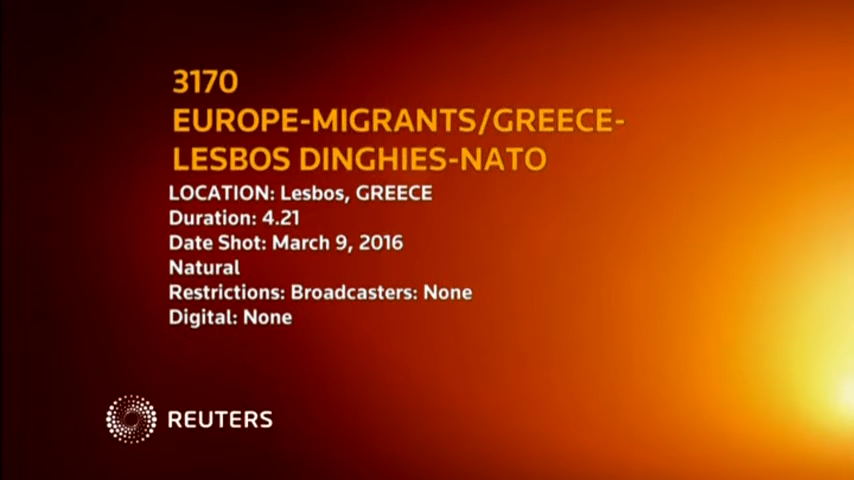 3170
EUROPE-MIGRANTS/GREECE-
LESBOS DINGHIES-NATO
LOCATION: Lesbos, GREECE
Duration: 4.21
Date Shot: March 9, 2016
Natural
Restrictions: Broadcasters: None
Digital: None
REUTERS